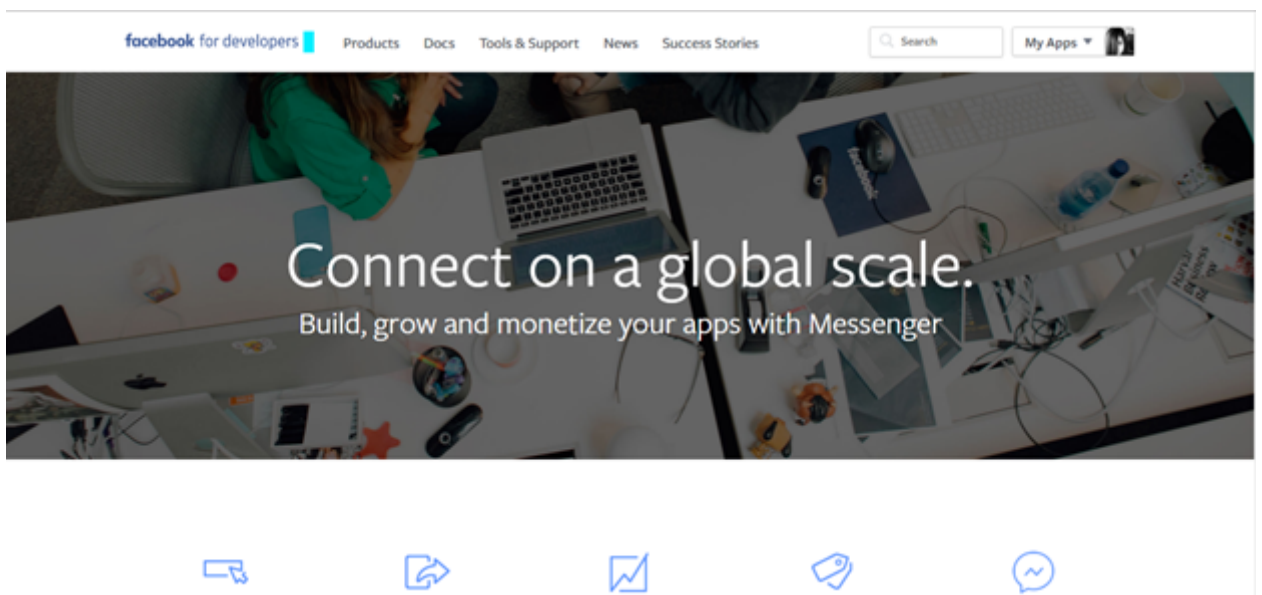 facebook for developers Products Docs Tools & Support News Success Stories Search My Apps
facebook
Connect on a global scale.
Build, grow and monetize your apps with Messenger